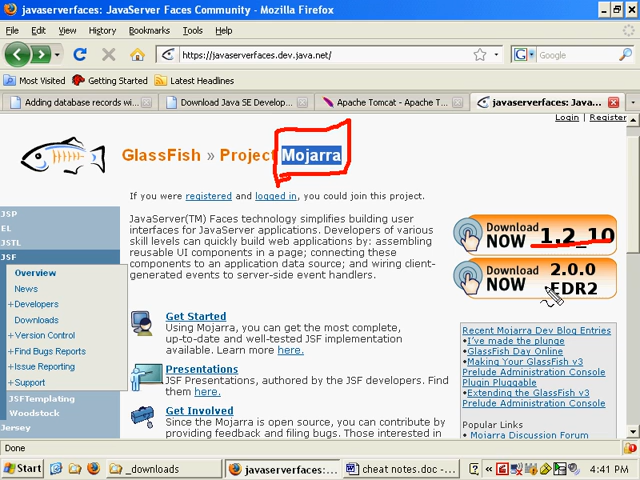 javaserverfaces: JavaServer Faces Community - Mozilla Firefox
File Edit View History Bookmarks Tools Help
https://javaserverfaces.dev.java.net/
Google
Most Visited Getting Started Latest Headlines
Adding database records wi...
Download Java SE Develop...
Apache Tomcat - Apache T...
javaserverfaces: Java...
Login | Register
GlassFish » Project Mojarra
If you were registered and logged in, you could join this project.
JSP
EL
JSTL
JSF
Overview
News
+Developers
Downloads
+Version Control
+Find Bugs Reports
+Issue Reporting
+Support
JSFTemplating
Woodstock
Jersey
JavaServer(TM) Faces technology simplifies building user
interfaces for JavaServer applications. Developers of various
skill levels can quickly build web applications by: assembling
reusable UI components in a page; connecting these
components to an application data source; and wiring client-
generated events to server-side event handlers.
Get Started
Using Mojarra, you can get the most complete,
up-to-date and well-tested JSF implementation
available. Learn more here.
Presentations
JSF Presentations, authored by the JSF developers. Find
them here.
Get Involved
Since the Mojarra is open source, you can contribute by
providing feedback and filing bugs. Those interested in
Download NOW 1.2_10
Download NOW 2.0.0 EDR2
Recent Mojarra Dev Blog Entries
•I've made the plunge
•GlassFish Day Online
•Making Your GlassFish v3
Prelude Administration Console
Plugin Pluggable
•Extending the GlassFish v3
Prelude Administration Console
Popular Links
• Mojarra Discussion Forum
Done
Start
_downloads
javaserverfaces:...
cheat notes.doc -...
4:41 PM